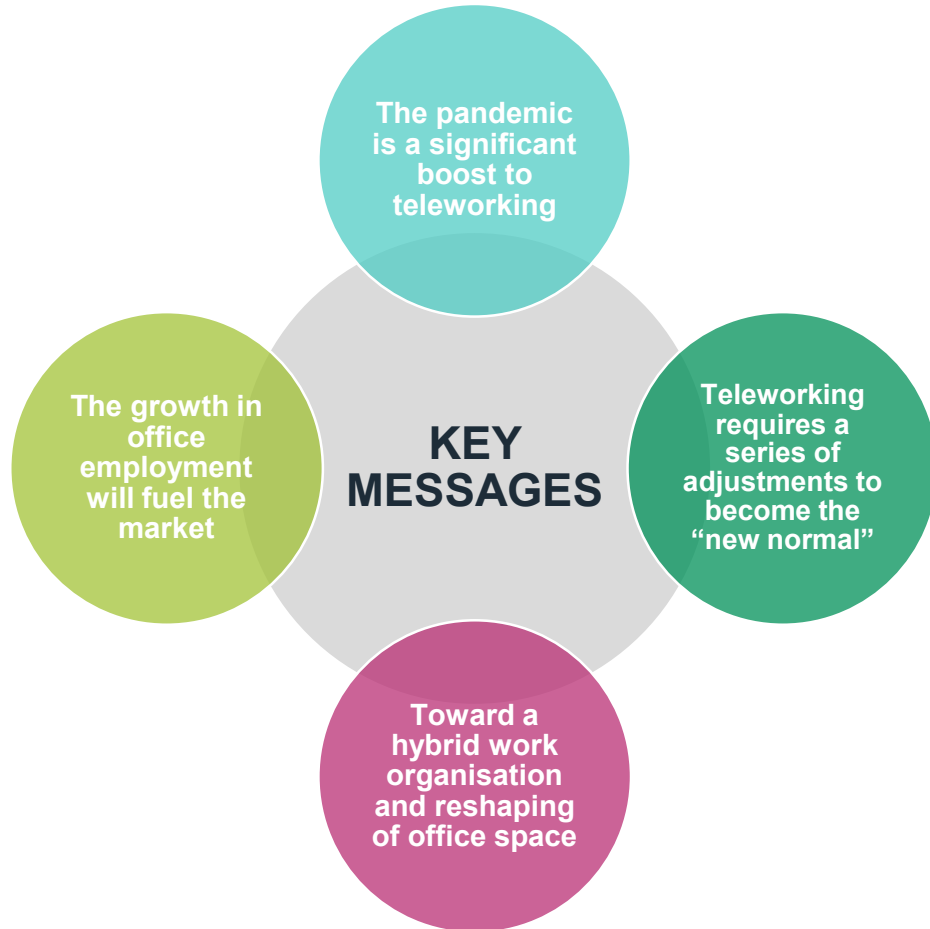 The pandemic
is a significant
boost to
teleworking
The growth in
office
employment
will fuel the
market
KEY
MESSAGES
Teleworking
requires a
series of
adjustments to
become the
“new normal”
Toward a
hybrid work
organisation
and reshaping
of office space